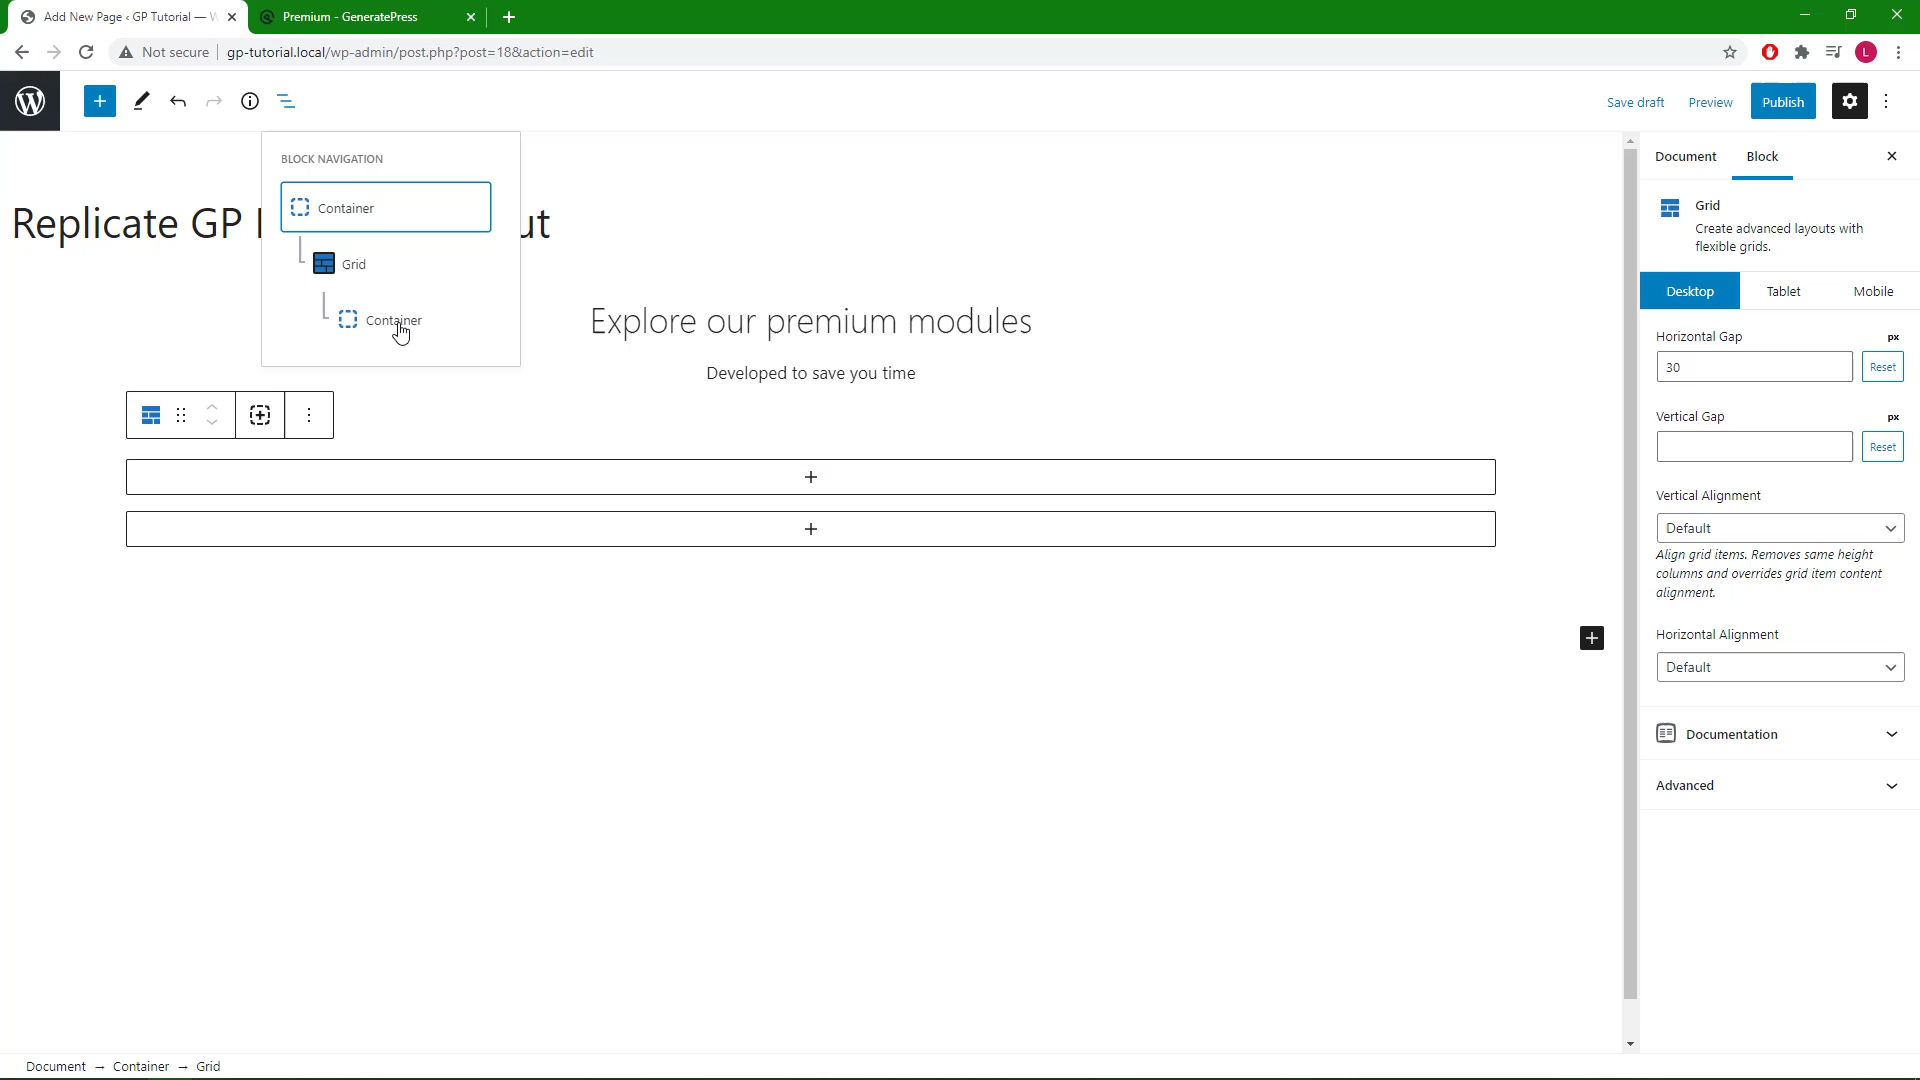 Add New Page ‹ GP Tutorial — W
Premium - GeneratePress
Not secure
gp-tutorial.local/wp-admin/post.php?post=18&action=edit
L
Save draft
Preview
Publish
BLOCK NAVIGATION
Container
Grid
Container
Replicate GP
ut
Explore our premium modules
Developed to save you time
Document
Block
Grid
Create advanced layouts with
flexible grids.
Desktop
Tablet
Mobile
Horizontal Gap
px
30
Reset
Vertical Gap
px
Reset
Vertical Alignment
Default
Align grid items. Removes same height
columns and overrides grid item content
alignment.
Horizontal Alignment
Default
Documentation
Advanced
Document → Container → Grid